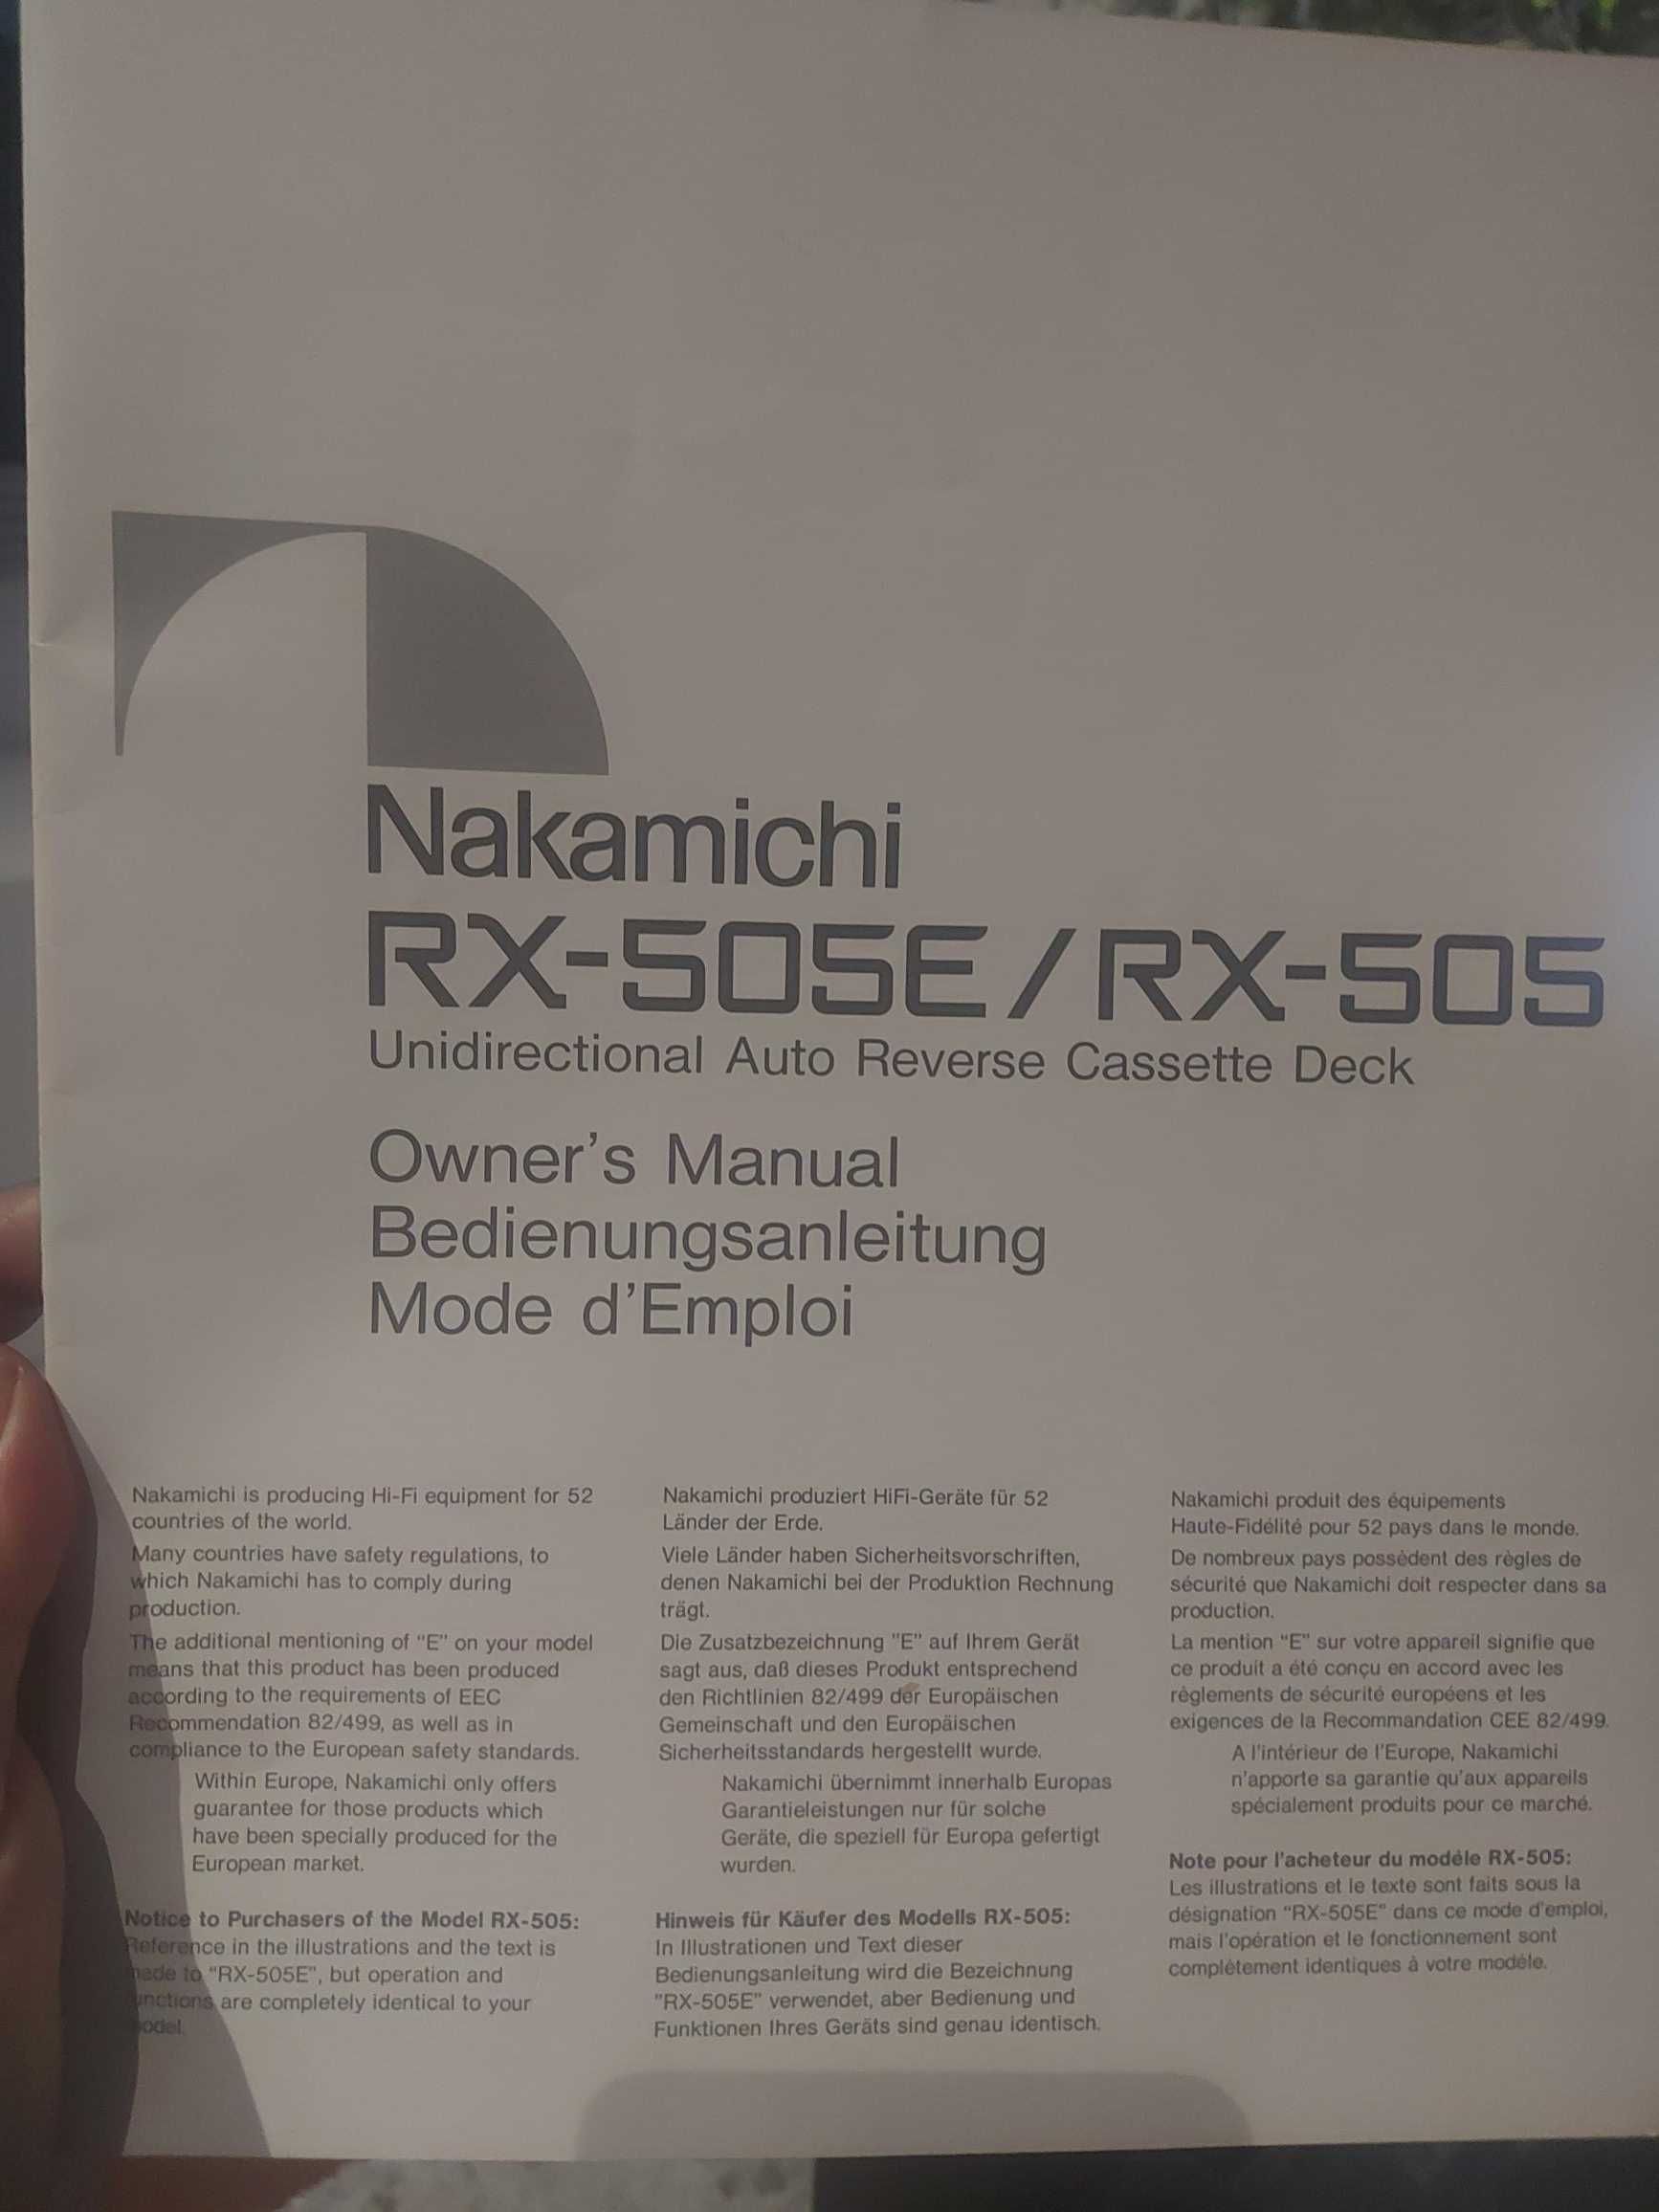 Nakamichi
RX-505E/RX-505
Unidirectional Auto Reverse Cassette Deck
Owner's Manual
Bedienungsanleitung
Mode d'Emploi
Nakamichi is producing Hi-Fi equipment for 52
countries of the world.
Many countries have safety regulations, to
which Nakamichi has to comply during
production.
The additional mentioning of "E" on your model
means that this product has been produced
according to the requirements of EEC
Recommendation 82/499, as well as in
compliance to the European safety standards.
Within Europe, Nakamichi only offers
guarantee for those products which
have been specially produced for the
European market.
Notice to Purchasers of the Model RX-505:
Reference in the illustrations and the text is
made to "RX-505E", but operation and
functions are completely identical to your
model.
Nakamichi produziert HiFi-Geräte für 52
Länder der Erde.
Viele Länder haben Sicherheitsvorschriften,
denen Nakamichi bei der Produktion Rechnung
trägt.
Die Zusatzbezeichnung "E" auf Ihrem Gerät
sagt aus, daß dieses Produkt entsprechend
den Richtlinien 82/499 der Europäischen
Gemeinschaft und den Europäischen
Sicherheitsstandards hergestellt wurde.
Nakamichi übernimmt innerhalb Europas
Garantieleistungen nur für solche
Geräte, die speziell für Europa gefertigt
wurden.
Hinweis für Käufer des Modells RX-505:
In Illustrationen und Text dieser
Bedienungsanleitung wird die Bezeichnung
"RX-505E" verwendet, aber Bedienung und
Funktionen Ihres Geräts sind genau identisch.
Nakamichi produit des équipements
Haute-Fidélité pour 52 pays dans le monde.
De nombreux pays possèdent des règles de
sécurité que Nakamichi doit respecter dans sa
production.
La mention "E" sur votre appareil signifie que
ce produit a été conçu en accord avec les
règlements de sécurité européens et les
exigences de la Recommandation CEE 82/499.
A l'intérieur de l'Europe, Nakamichi
n'apporte sa garantie qu'aux appareils
spécialement produits pour ce marché.
Note pour l'acheteur du modéle RX-505:
Les illustrations et le texte sont faits sous la
désignation "RX-505E" dans ce mode d'emploi,
mais l'opération et le fonctionnement sont
complètement identiques à votre modéle.